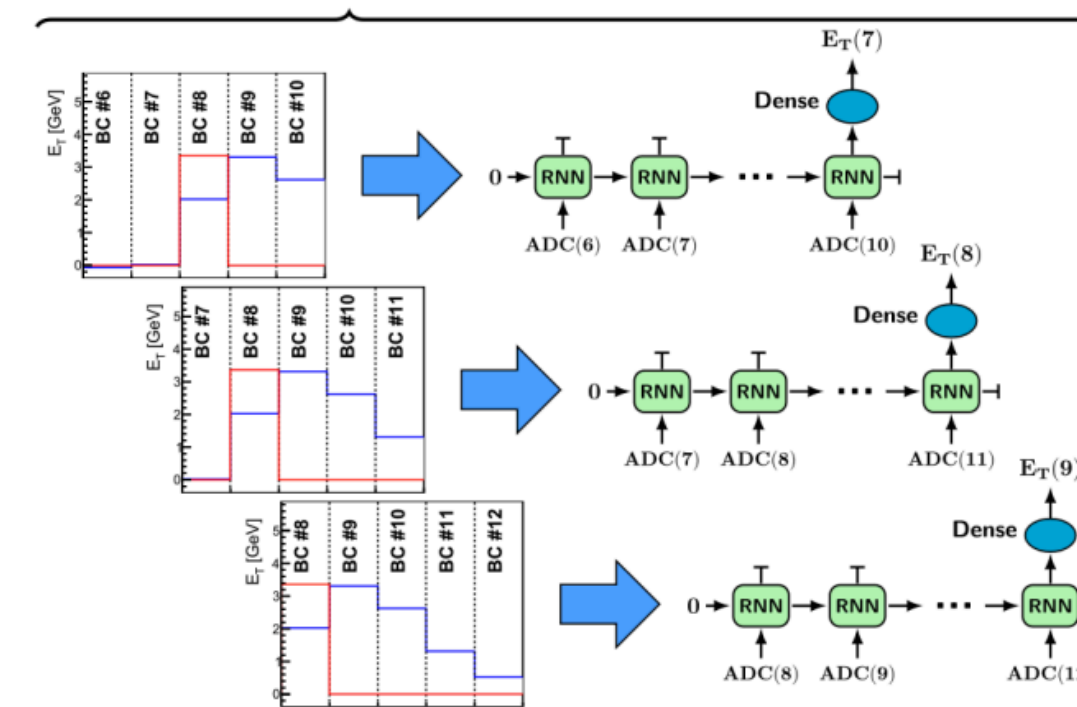 E_T(7)
Dense
E_T [GeV]
5
4
3
2
1
0
BC #6
BC #7
BC #8
BC #9
BC #10
0
RNN
RNN
...
RNN
ADC(6)
ADC(7)
ADC(10)
E_T(8)
Dense
E_T [GeV]
5
4
3
2
1
0
BC #7
BC #8
BC #9
BC #10
BC #11
0
RNN
RNN
...
RNN
ADC(7)
ADC(8)
ADC(11)
E_T(9)
Dense
E_T [GeV]
5
4
3
2
1
0
BC #8
BC #9
BC #10
BC #11
BC #12
0
RNN
RNN
...
RNN
ADC(8)
ADC(9)